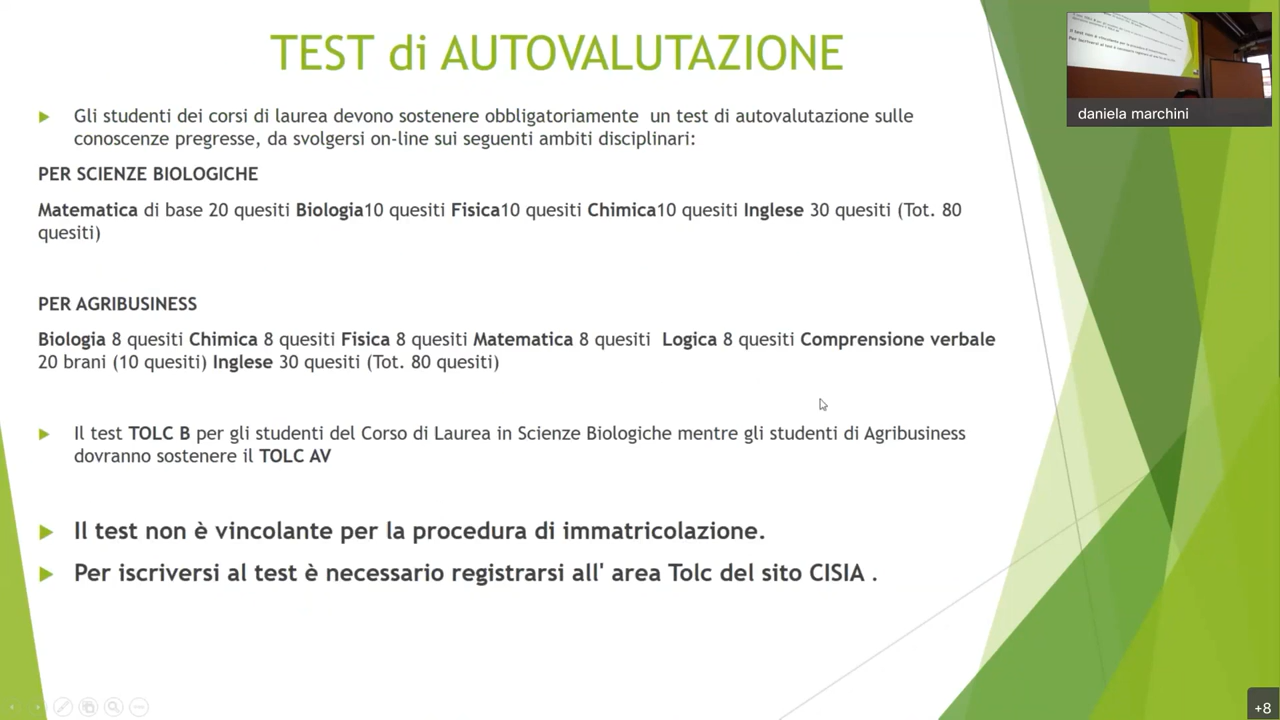 TEST di AUTOVALUTAZIONE
Gli studenti dei corsi di laurea devono sostenere obbligatoriamente un test di autovalutazione sulle
conoscenze pregresse, da svolgersi on-line sui seguenti ambiti disciplinari:
PER SCIENZE BIOLOGICHE
Matematica di base 20 quesiti Biologia10 quesiti Fisica10 quesiti Chimica10 quesiti Inglese 30 quesiti (Tot. 80
quesiti)
PER AGRIBUSINESS
Biologia 8 quesiti Chimica 8 quesiti Fisica 8 quesiti Matematica 8 quesiti Logica 8 quesiti Comprensione verbale
20 brani (10 quesiti) Inglese 30 quesiti (Tot. 80 quesiti)
Il test TOLC B per gli studenti del Corso di Laurea in Scienze Biologiche mentre gli studenti di Agribusiness
dovranno sostenere il TOLC AV
Il test non è vincolante per la procedura di immatricolazione.
Per iscriversi al test è necessario registrarsi all' area Tolc del sito CISIA .
daniela marchini
+8